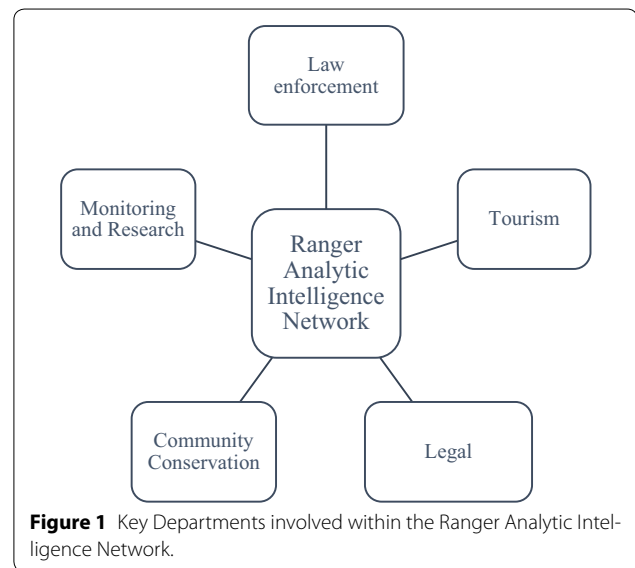 Law
enforcement
Monitoring
and Research
Tourism
Ranger
Analytic
Intelligence
Network
Community
Conservation
Legal
Figure 1 Key Departments involved within the Ranger Analytic Intel-
ligence Network.